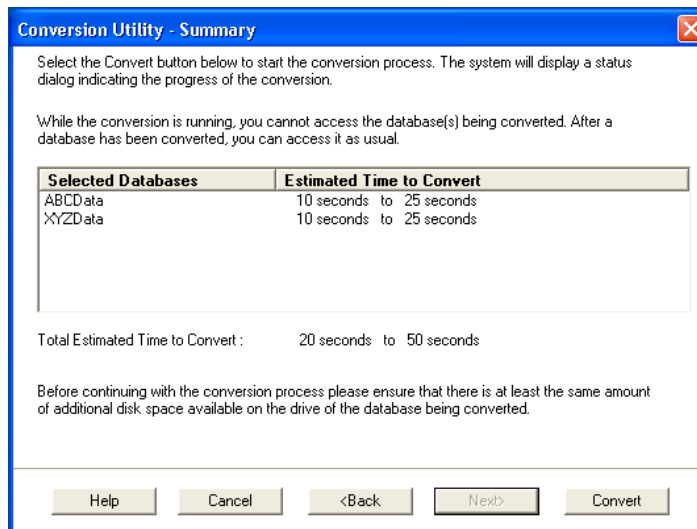 Conversion Utility - Summary
Select the Convert button below to start the conversion process. The system will display a status
dialog indicating the progress of the conversion.
While the conversion is running, you cannot access the database(s) being converted. After a
database has been converted, you can access it as usual.
Selected Databases Estimated Time to Convert
ABCData 10 seconds to 25 seconds
XYZData 10 seconds to 25 seconds
Total Estimated Time to Convert : 20 seconds to 50 seconds
Before continuing with the conversion process please ensure that there is at least the same amount
of additional disk space available on the drive of the database being converted.
Help Cancel <Back Next> Convert